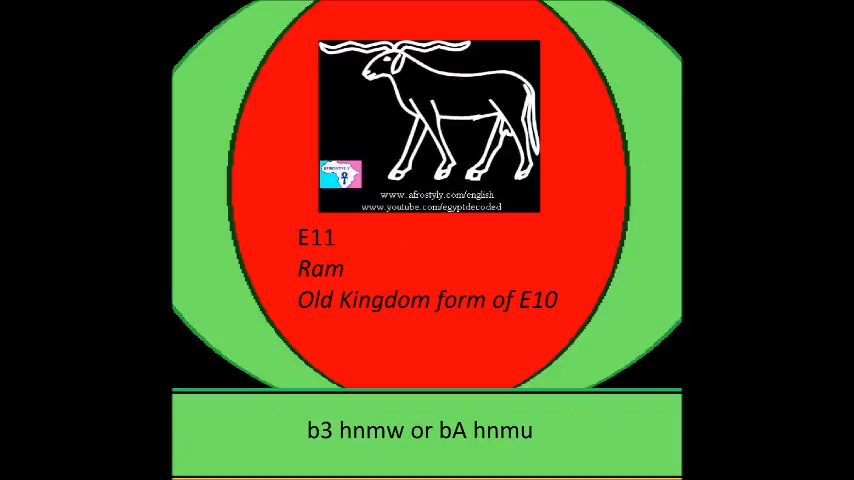 AFROSTYLY
www.afrostyly.com/english
www.youtube.com/egyptdecoded
E11
Ram
Old Kingdom form of E10
b3 hnmw or bA hnmu